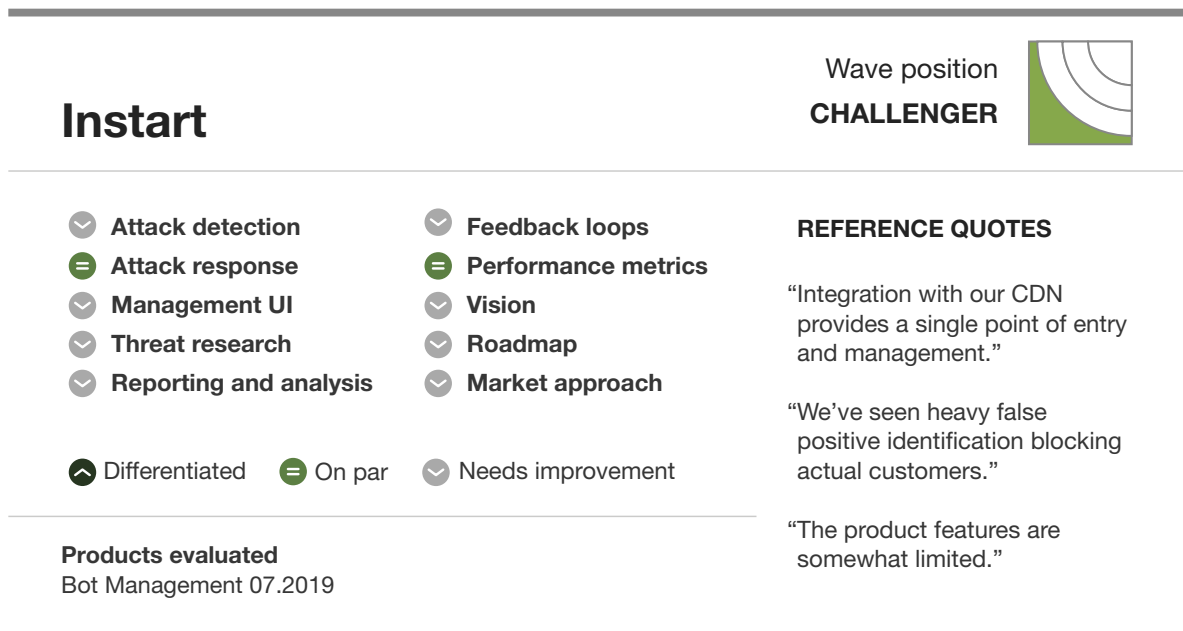 Instart
Wave position
CHALLENGER
Attack detection
Attack response
Management UI
Threat research
Reporting and analysis
Feedback loops
Performance metrics
Vision
Roadmap
Market approach
Differentiated
On par
Needs improvement
Products evaluated
Bot Management 07.2019
REFERENCE QUOTES
“Integration with our CDN
provides a single point of entry
and management.”
“We’ve seen heavy false
positive identification blocking
actual customers.”
“The product features are
somewhat limited.”